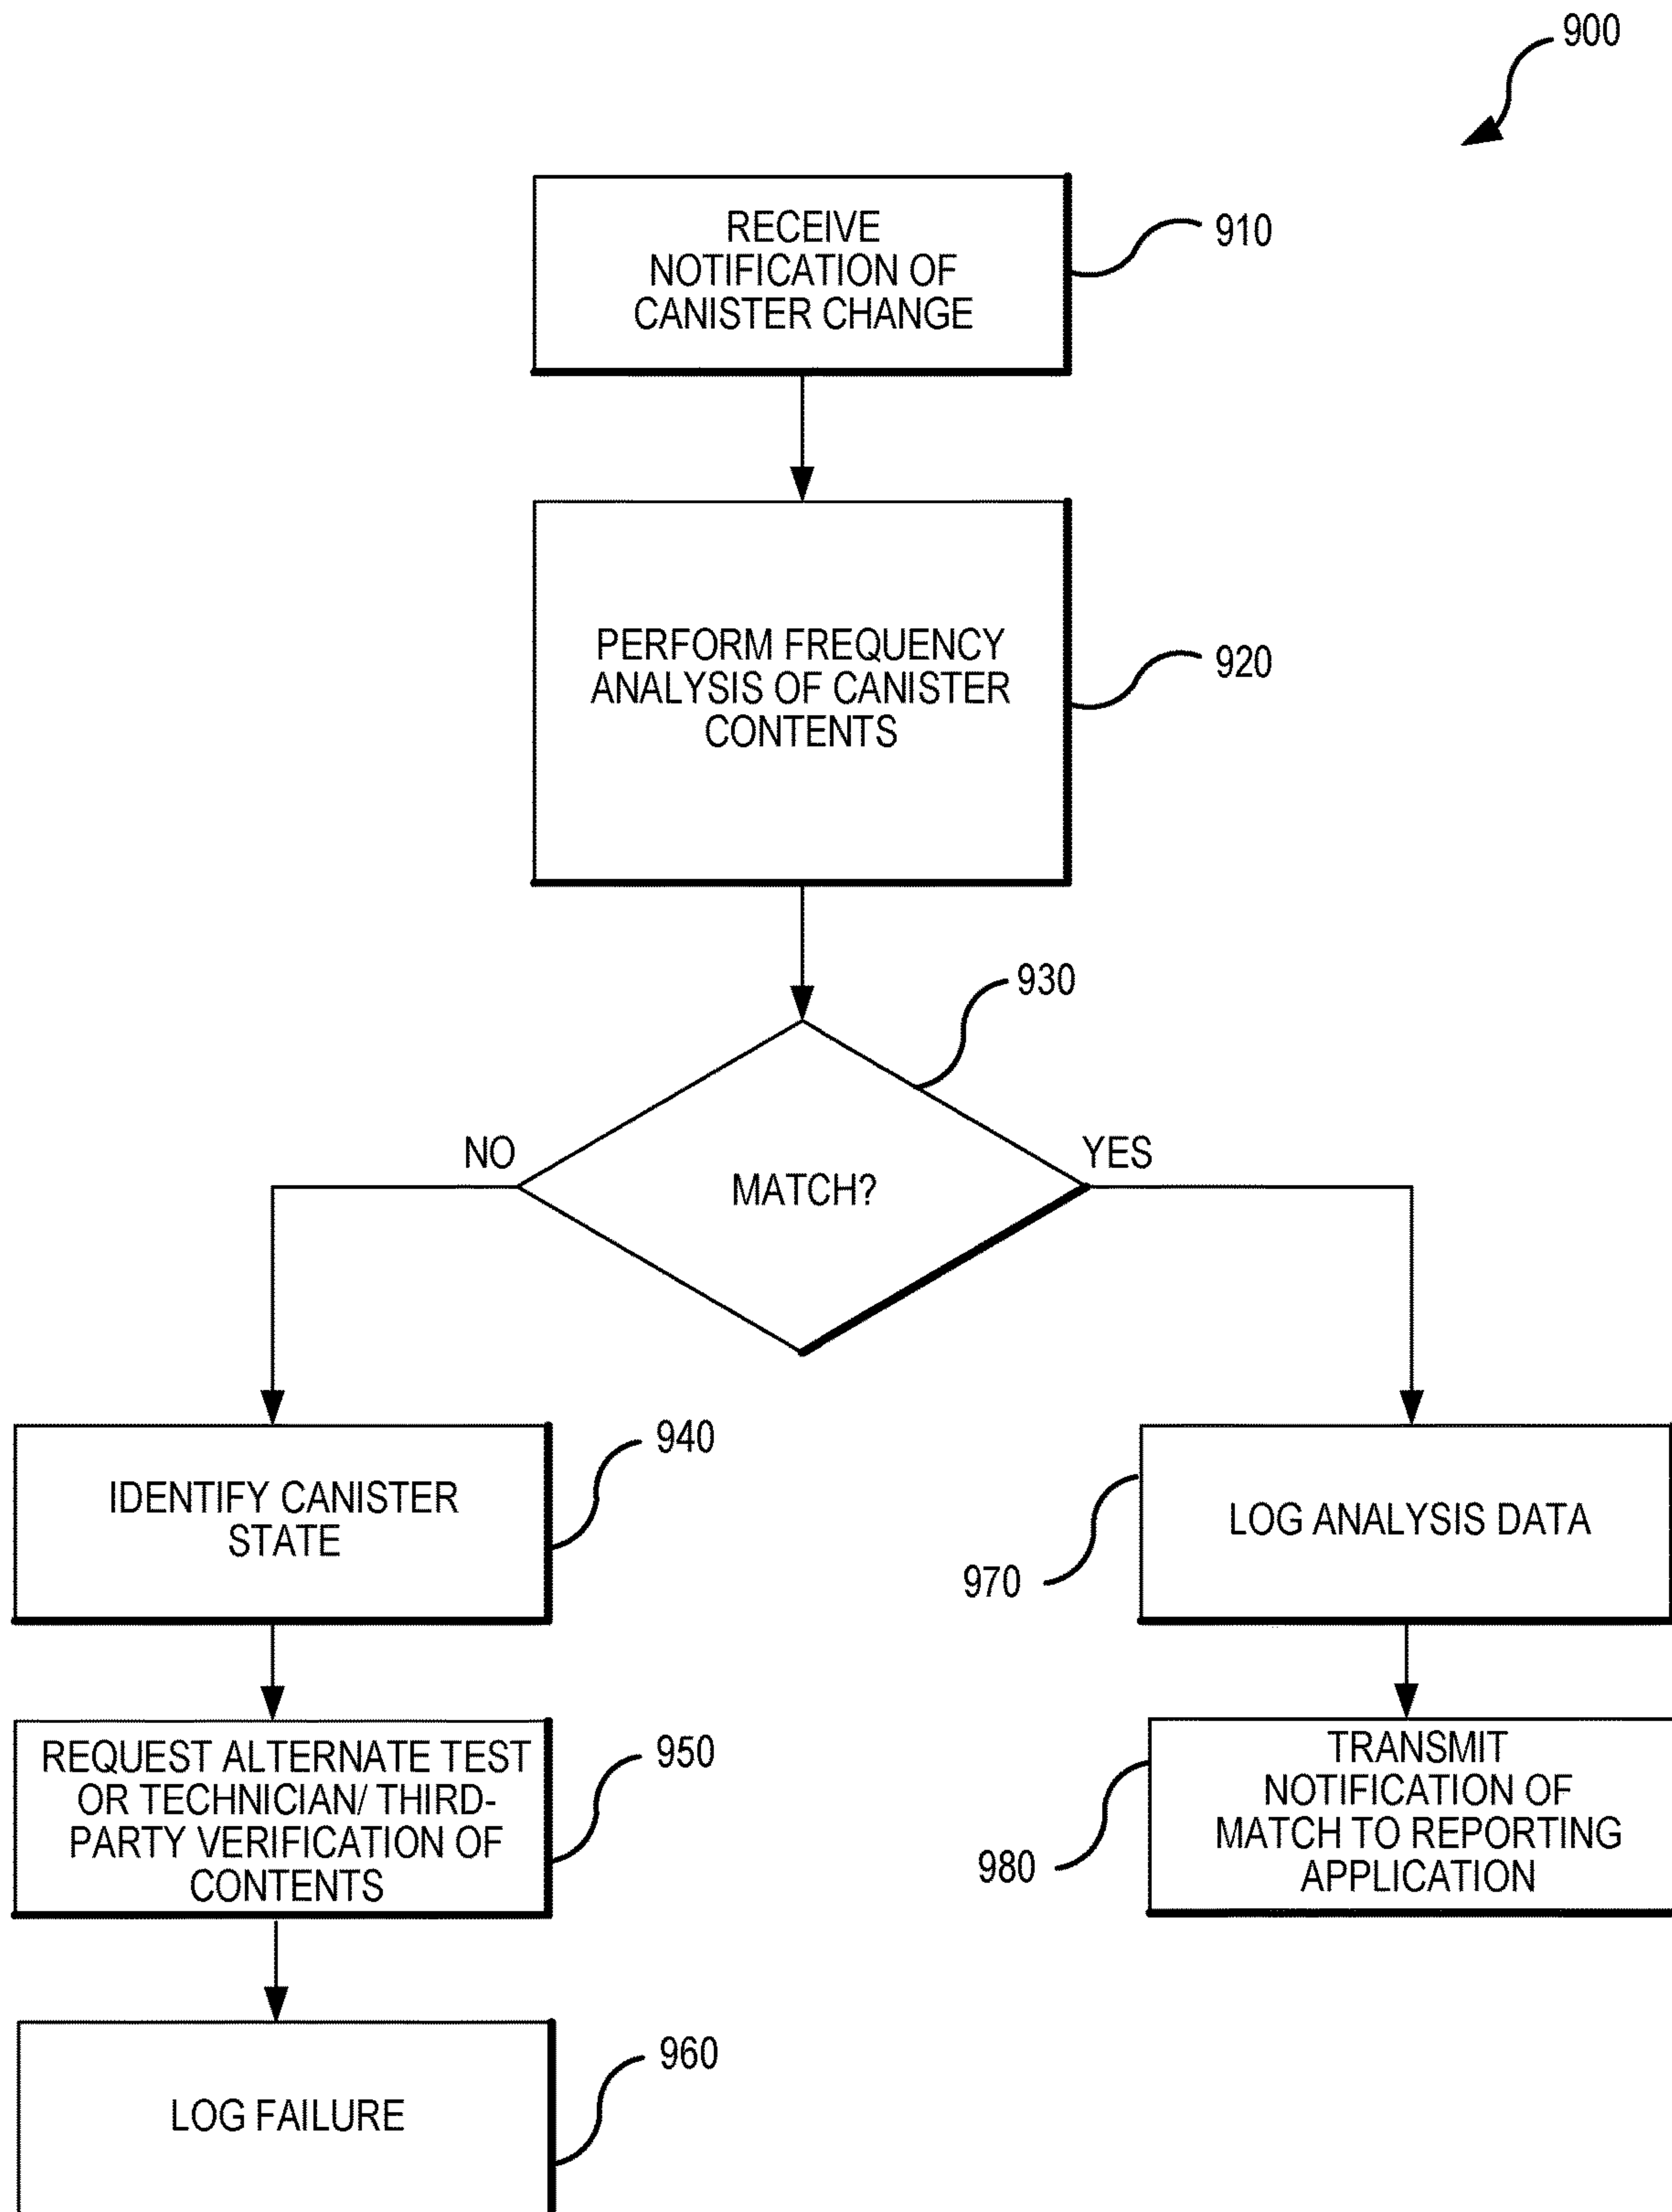 900
RECEIVE
NOTIFICATION OF
CANISTER CHANGE
910
PERFORM FREQUENCY
ANALYSIS OF CANISTER
CONTENTS
920
930
MATCH?
NO
YES
IDENTIFY CANISTER
STATE
940
REQUEST ALTERNATE TEST
OR TECHNICIAN/ THIRD-
PARTY VERIFICATION OF
CONTENTS
950
LOG FAILURE
960
LOG ANALYSIS DATA
970
TRANSMIT
NOTIFICATION OF
MATCH TO REPORTING
APPLICATION
980